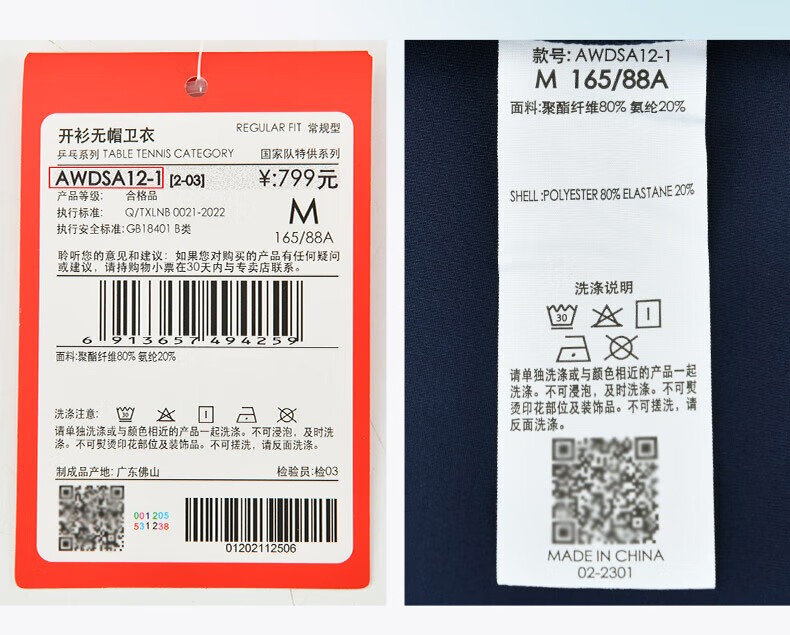 开衫无帽卫衣
REGULAR FIT 常规型
乒乓系列 TABLE TENNIS CATEGORY
国家队特供系列
AWDSA12-1 [2-03]
¥:799元
产品等级: 合格品
执行标准: Q/TXLNB 0021-2022
执行安全标准:GB18401 B类
M
165/88A
聆听您的意见和建议: 如果您对购买的产品有任何疑问
或建议, 请持购物小票在30天内与专卖店联系。
6 913657 494259
面料:聚酯纤维80% 氨纶20%
洗涤注意:
30
请单独洗涤或与颜色相近的产品一起洗涤。不可浸泡, 及时洗
涤。不可熨烫印花部位及装饰品。不可搓洗, 请反面洗涤。
制成品产地: 广东佛山
检验员:检03
001205
531238
01202112506
款号: AWDSA12-1
M 165/88A
面料:聚酯纤维80% 氨纶20%
SHELL :POLYESTER 80% ELASTANE 20%
洗涤说明
30
请单独洗涤或与颜色相近的产品一起
洗涤。不可浸泡, 及时洗涤。不可熨
烫印花部位及装饰品。不可搓洗, 请
反面洗涤。
MADE IN CHINA
02-2301